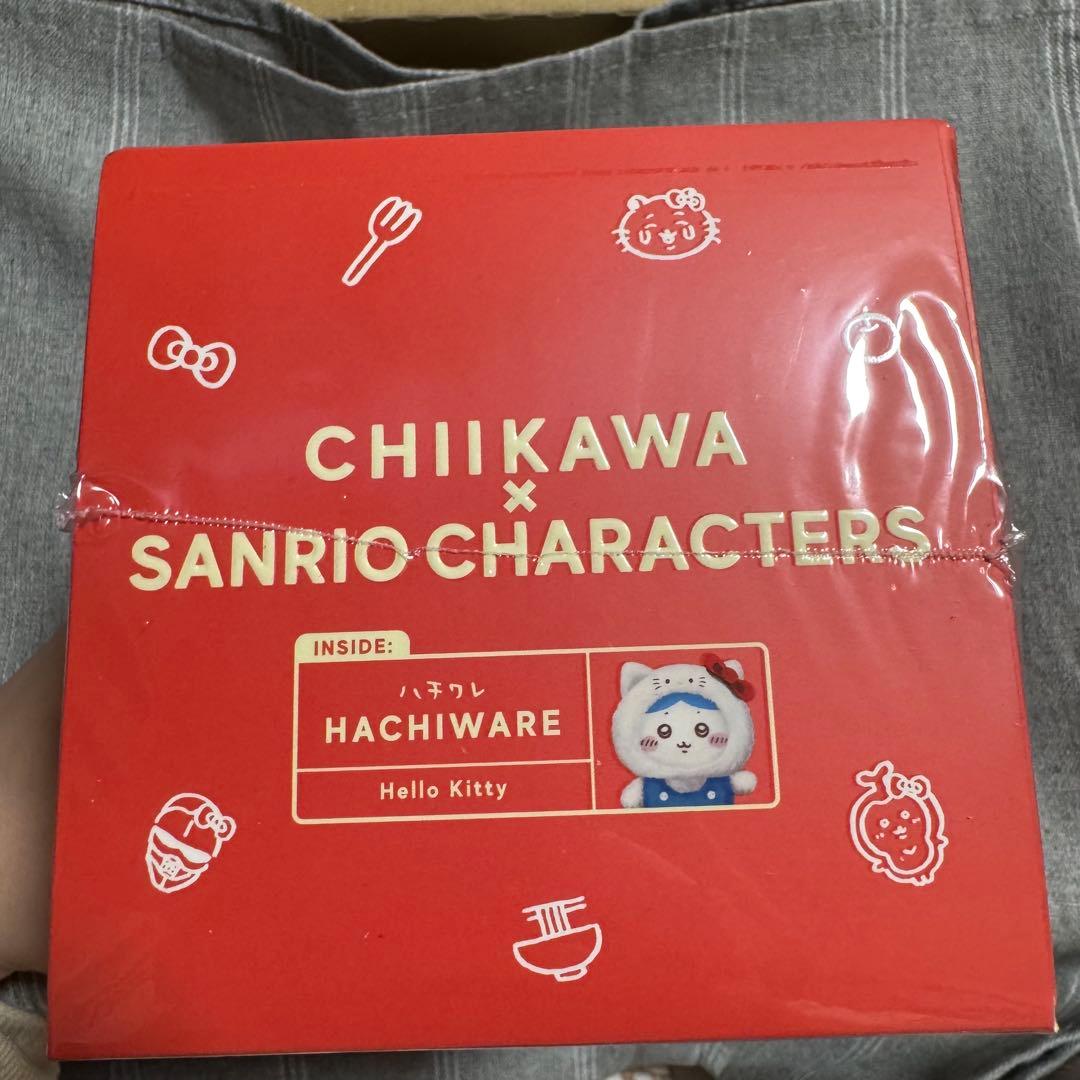 CHIIKAWA
×
SANRIO CHARACTERS
INSIDE:
ハチワレ
HACHIWARE
Hello Kitty